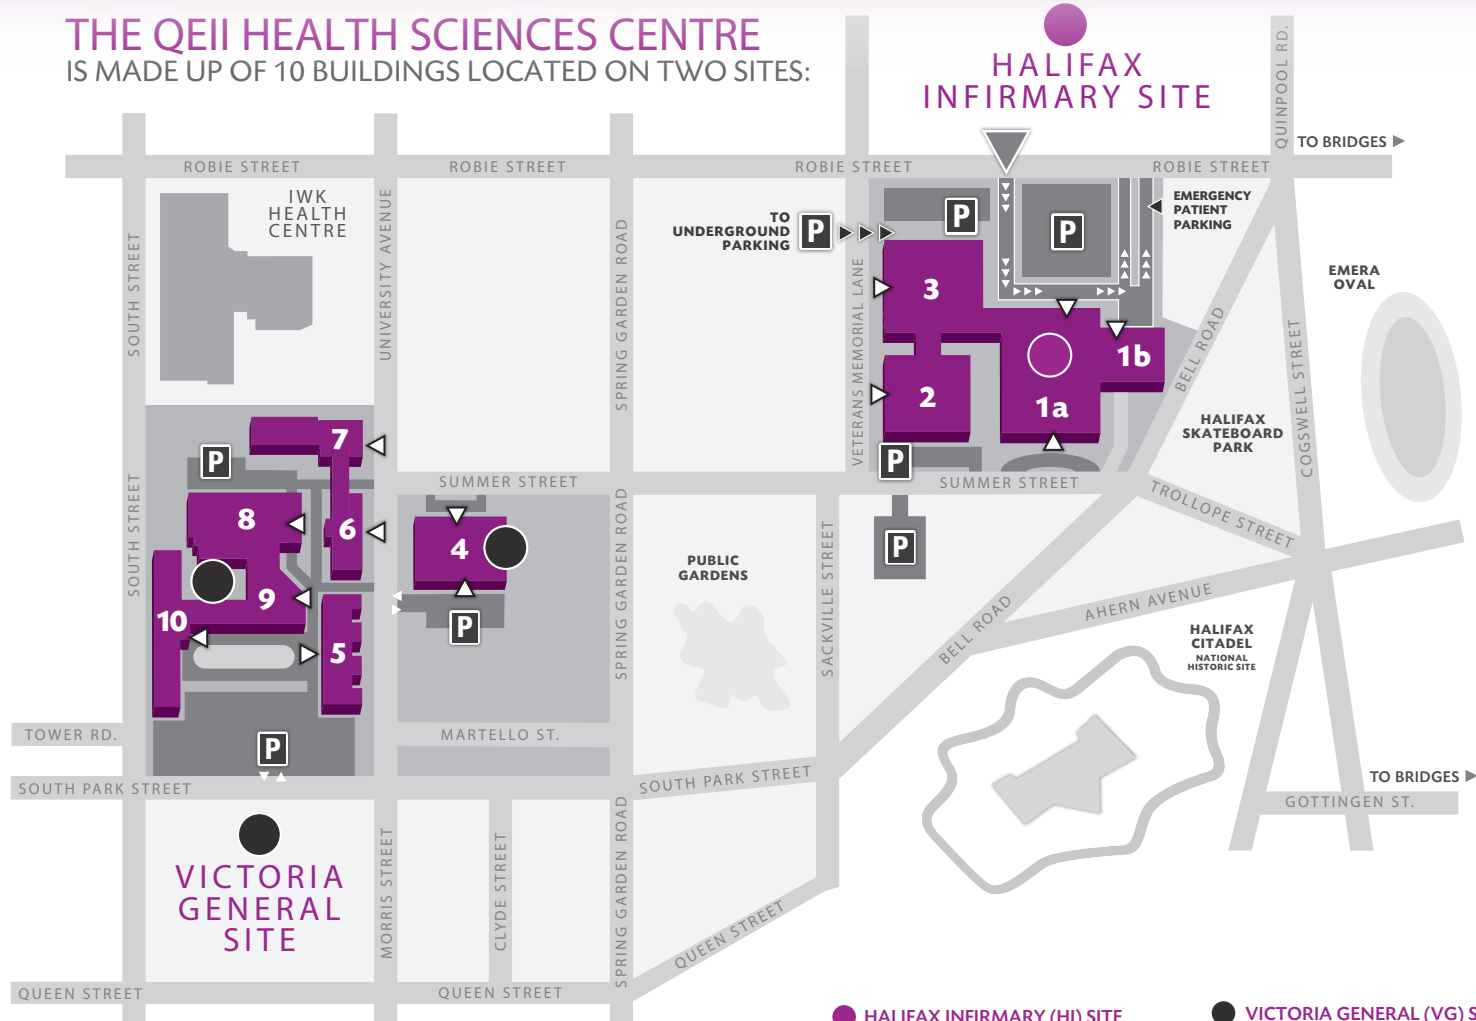 THE QEII HEALTH SCIENCES CENTRE
IS MADE UP OF 10 BUILDINGS LOCATED ON TWO SITES:
HALIFAX
INFIRMARY SITE
QUINPOOL RD.
TO BRIDGES
ROBIE STREET
ROBIE STREET
ROBIE STREET
ROBIE STREET
IWK
HEALTH
CENTRE
SOUTH STREET
UNIVERSITY AVENUE
SPRING GARDEN ROAD
TO
UNDERGROUND
PARKING
P
P
P
EMERGENCY
PATIENT
PARKING
EMERA
OVAL
VETERANS MEMORIAL LANE
3
2
1a
1b
BELL ROAD
COGSWELL STREET
HALIFAX
SKATEBOARD
PARK
P
SUMMER STREET
SUMMER STREET
TROLLOPE STREET
P
7
P
8
6
4
9
10
5
P
SOUTH STREET
SPRING GARDEN ROAD
PUBLIC
GARDENS
SACKVILLE STREET
BELL ROAD
AHERN AVENUE
HALIFAX
CITADEL
NATIONAL
HISTORIC SITE
TOWER RD.
P
MARTELLO ST.
SOUTH PARK STREET
SOUTH PARK STREET
TO BRIDGES
GOTTINGEN ST.
VICTORIA
GENERAL
SITE
MORRIS STREET
CLYDE STREET
SPRING GARDEN ROAD
QUEEN STREET
QUEEN STREET
QUEEN STREET
HALIFAX INFIRMARY (HI) SITE
VICTORIA GENERAL (VG) S